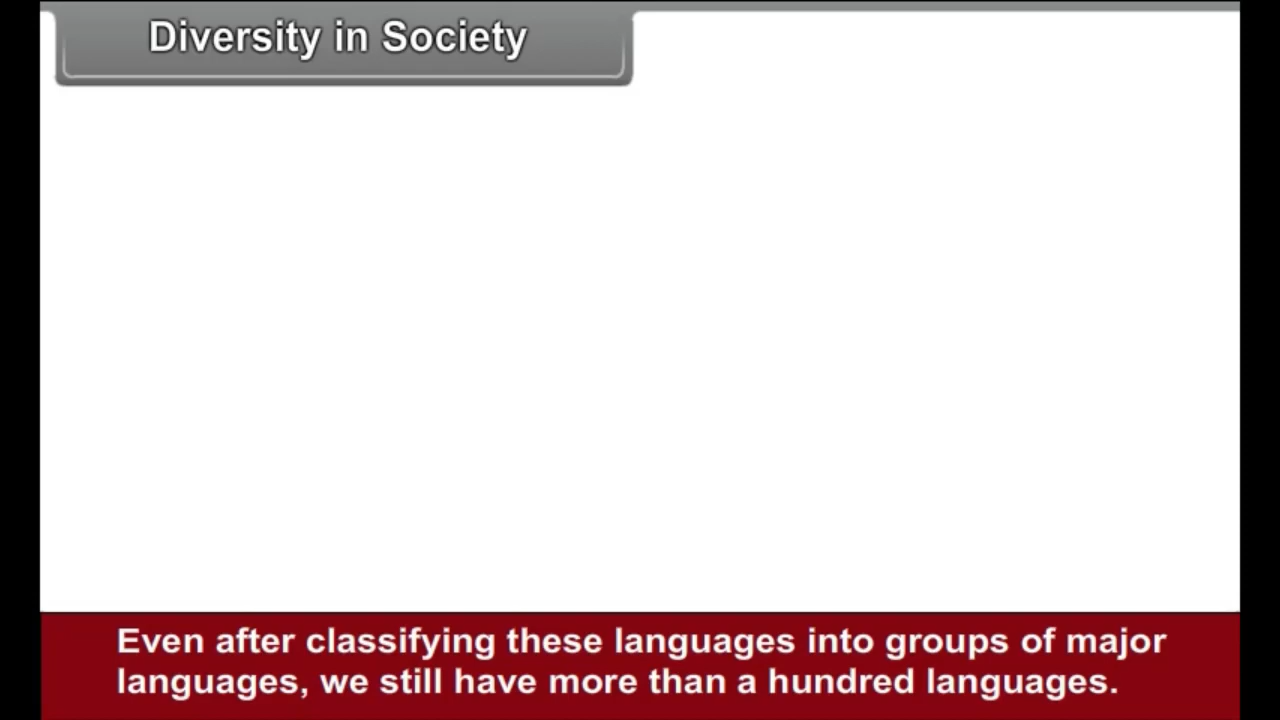 Diversity in Society
Even after classifying these languages into groups of major
languages, we still have more than a hundred languages.